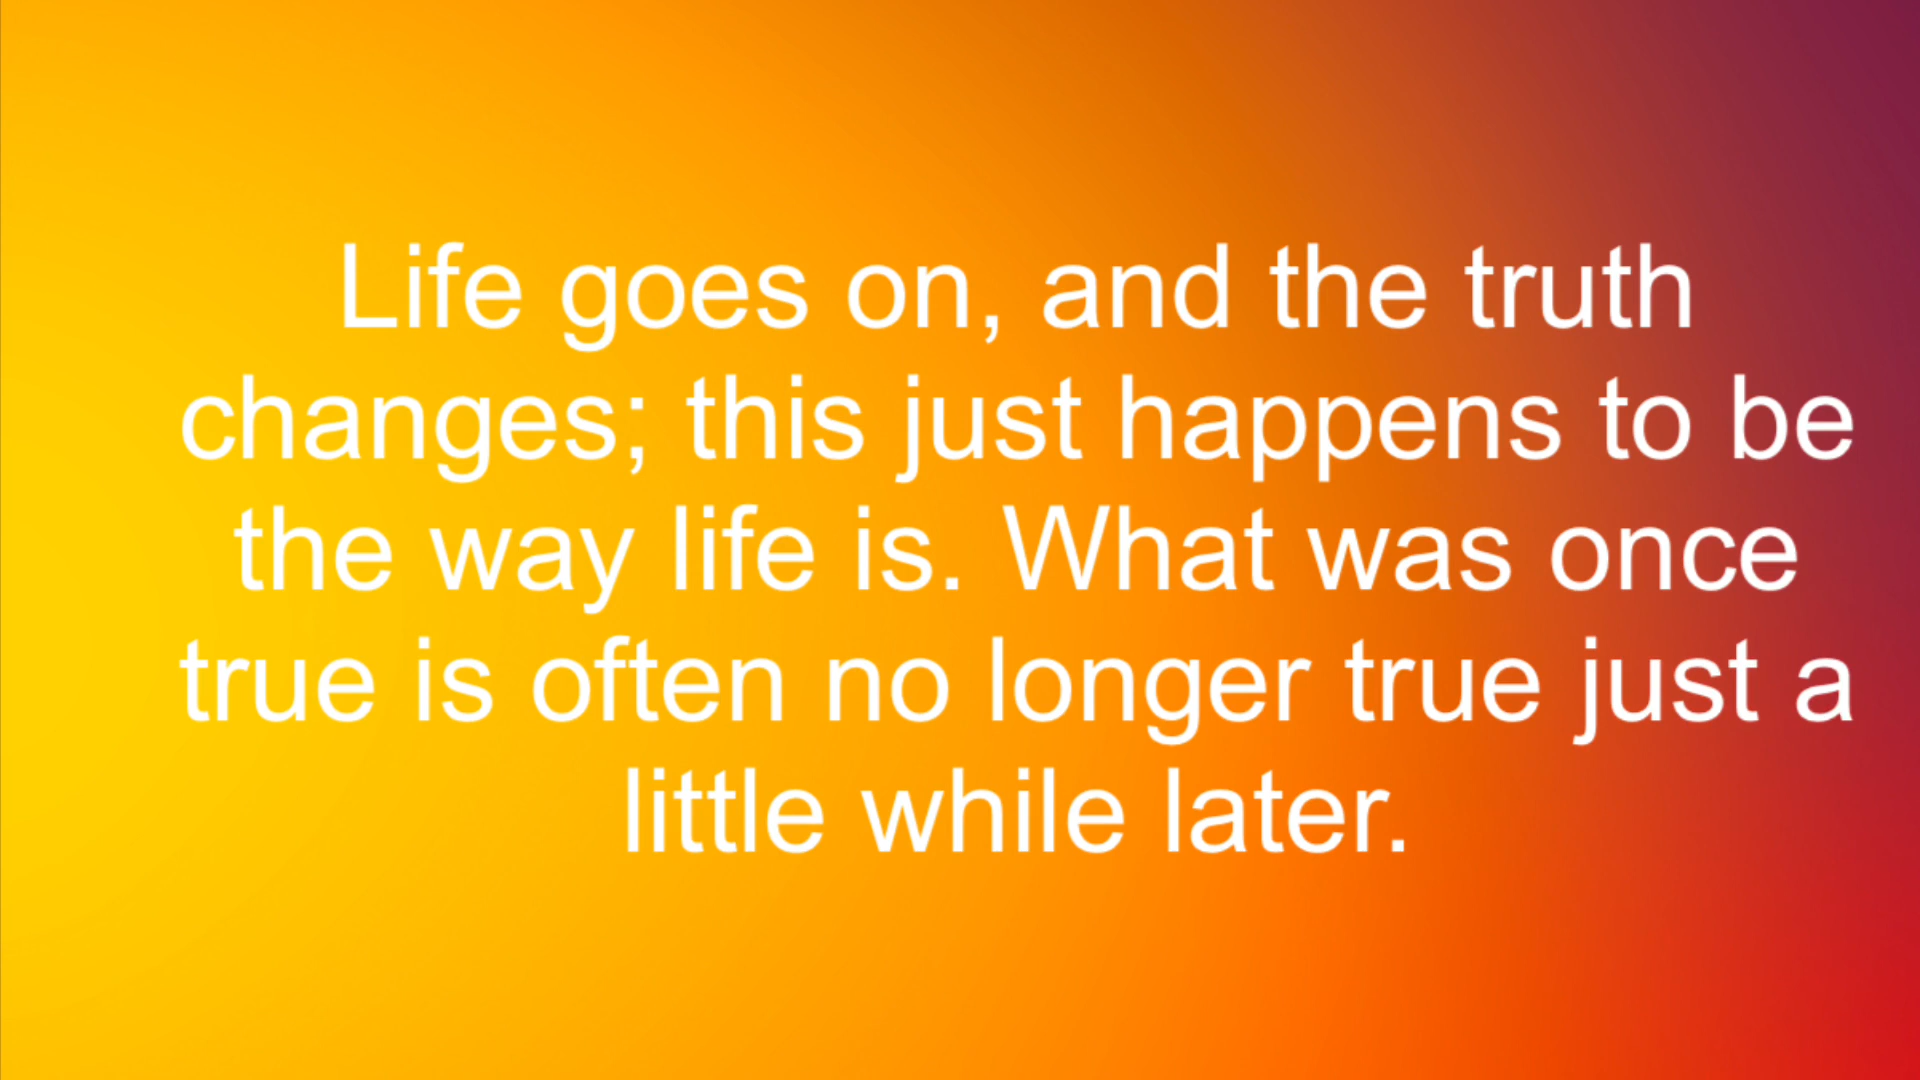 Life goes on, and the truth
changes; this just happens to be
the way life is. What was once
true is often no longer true just a
little while later.